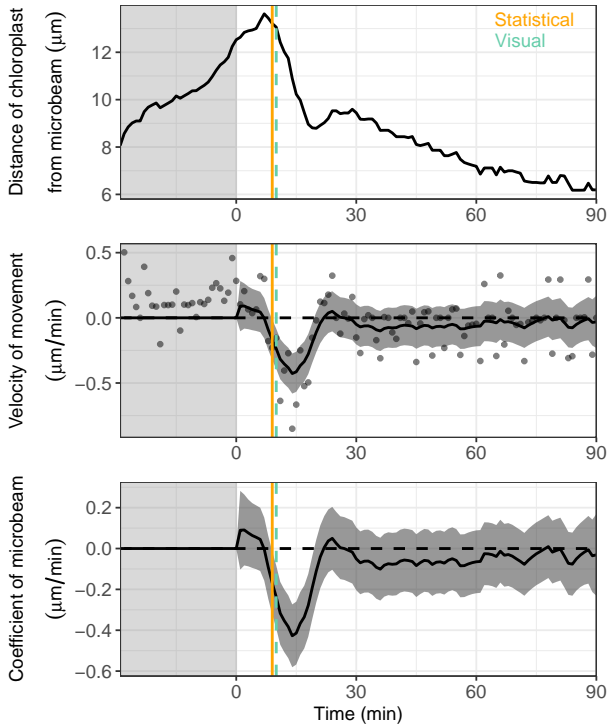 Distance of chloroplast
from microbeam (μm)
12
10
8
6
Statistical
Visual
0
30
60
90
Velocity of movement
(μm/min)
0.5
0.0
−0.5
0
30
60
90
Coefficient of microbeam
(μm/min)
0.2
0.0
−0.2
−0.4
−0.6
0
30
60
90
Time (min)